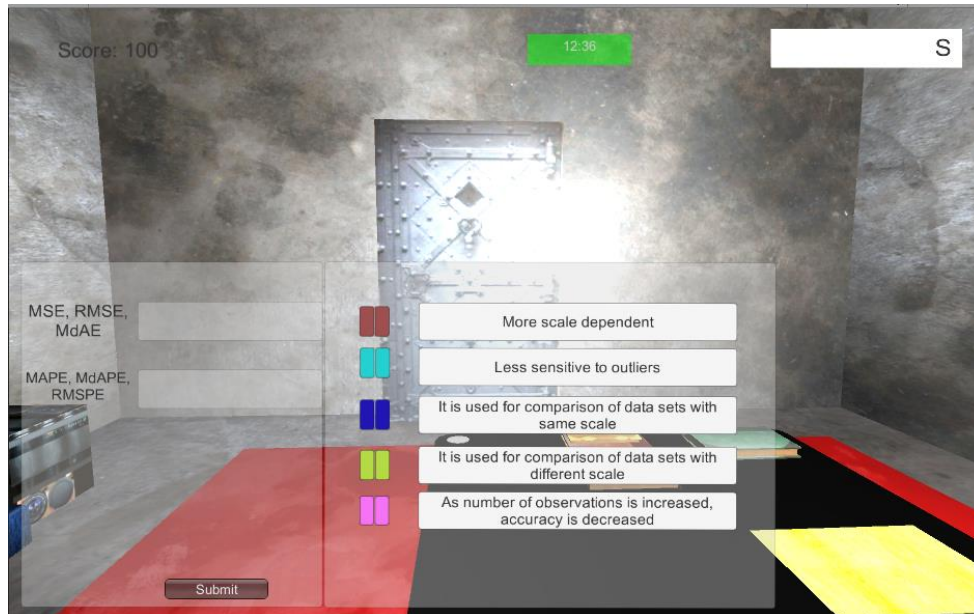 Score: 100
12:36
S
MSE, RMSE,
MdAE
MAPE, MdAPE,
RMSPE
More scale dependent
Less sensitive to outliers
It is used for comparison of data sets with
same scale
It is used for comparison of data sets with
different scale
As number of observations is increased,
accuracy is decreased
Submit